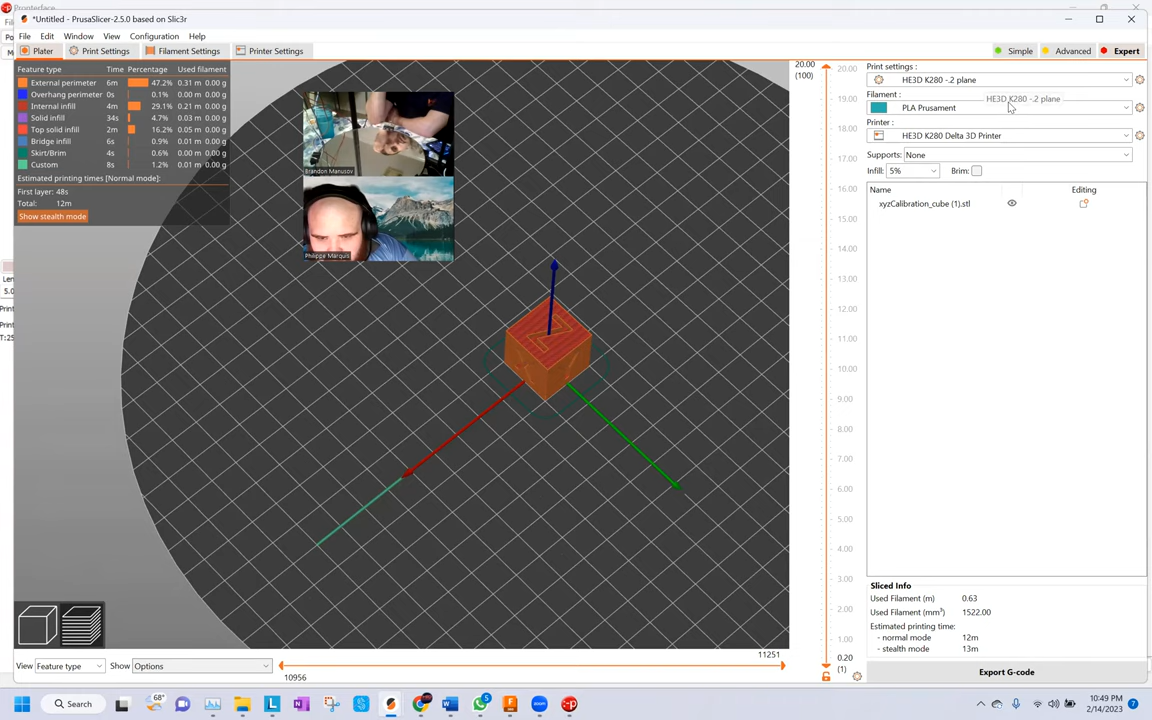 Pronterface
*Untitled - PrusaSlicer-2.5.0 based on Slic3r
File Edit Window View Configuration Help
Plater Print Settings Filament Settings Printer Settings Simple Advanced Expert
Feature type Time Percentage Used filament
External perimeter 6m 47.2% 0.31 m 0.00 g
Overhang perimeter 0s 0.1% 0.00 m 0.00 g
Internal infill 4m 29.1% 0.21 m 0.00 g
Solid infill 34s 4.7% 0.03 m 0.00 g
Top solid infill 2m 16.2% 0.05 m 0.00 g
Bridge infill 6s 0.9% 0.01 m 0.00 g
Skirt/Brim 4s 0.6% 0.00 m 0.00 g
Custom 8s 1.2% 0.01 m 0.00 g
Estimated printing times [Normal mode]:
First layer: 48s
Total: 12m
Show stealth mode
Brandon Manusov
Philippe Marquis
Z
20.00
(100)
20.00
19.00
18.00
17.00
16.00
15.00
14.00
13.00
12.00
11.00
10.00
9.00
8.00
7.00
6.00
5.00
4.00
3.00
2.00
1.00
0.20
(1)
Print settings :
HE3D K280 -.2 plane
Filament :
HE3D K280 -.2 plane
PLA Prusament
Printer :
HE3D K280 Delta 3D Printer
Supports: None
Infill: 5% Brim:
Name Editing
xyzCalibration_cube (1).stl
Sliced Info
Used Filament (m) 0.63
Used Filament (mm³) 1522.00
Estimated printing time:
- normal mode 12m
- stealth mode 13m
Export G-code
View Feature type Show Options
11251
10956
Search
68°
5
10:49 PM
2/14/2023